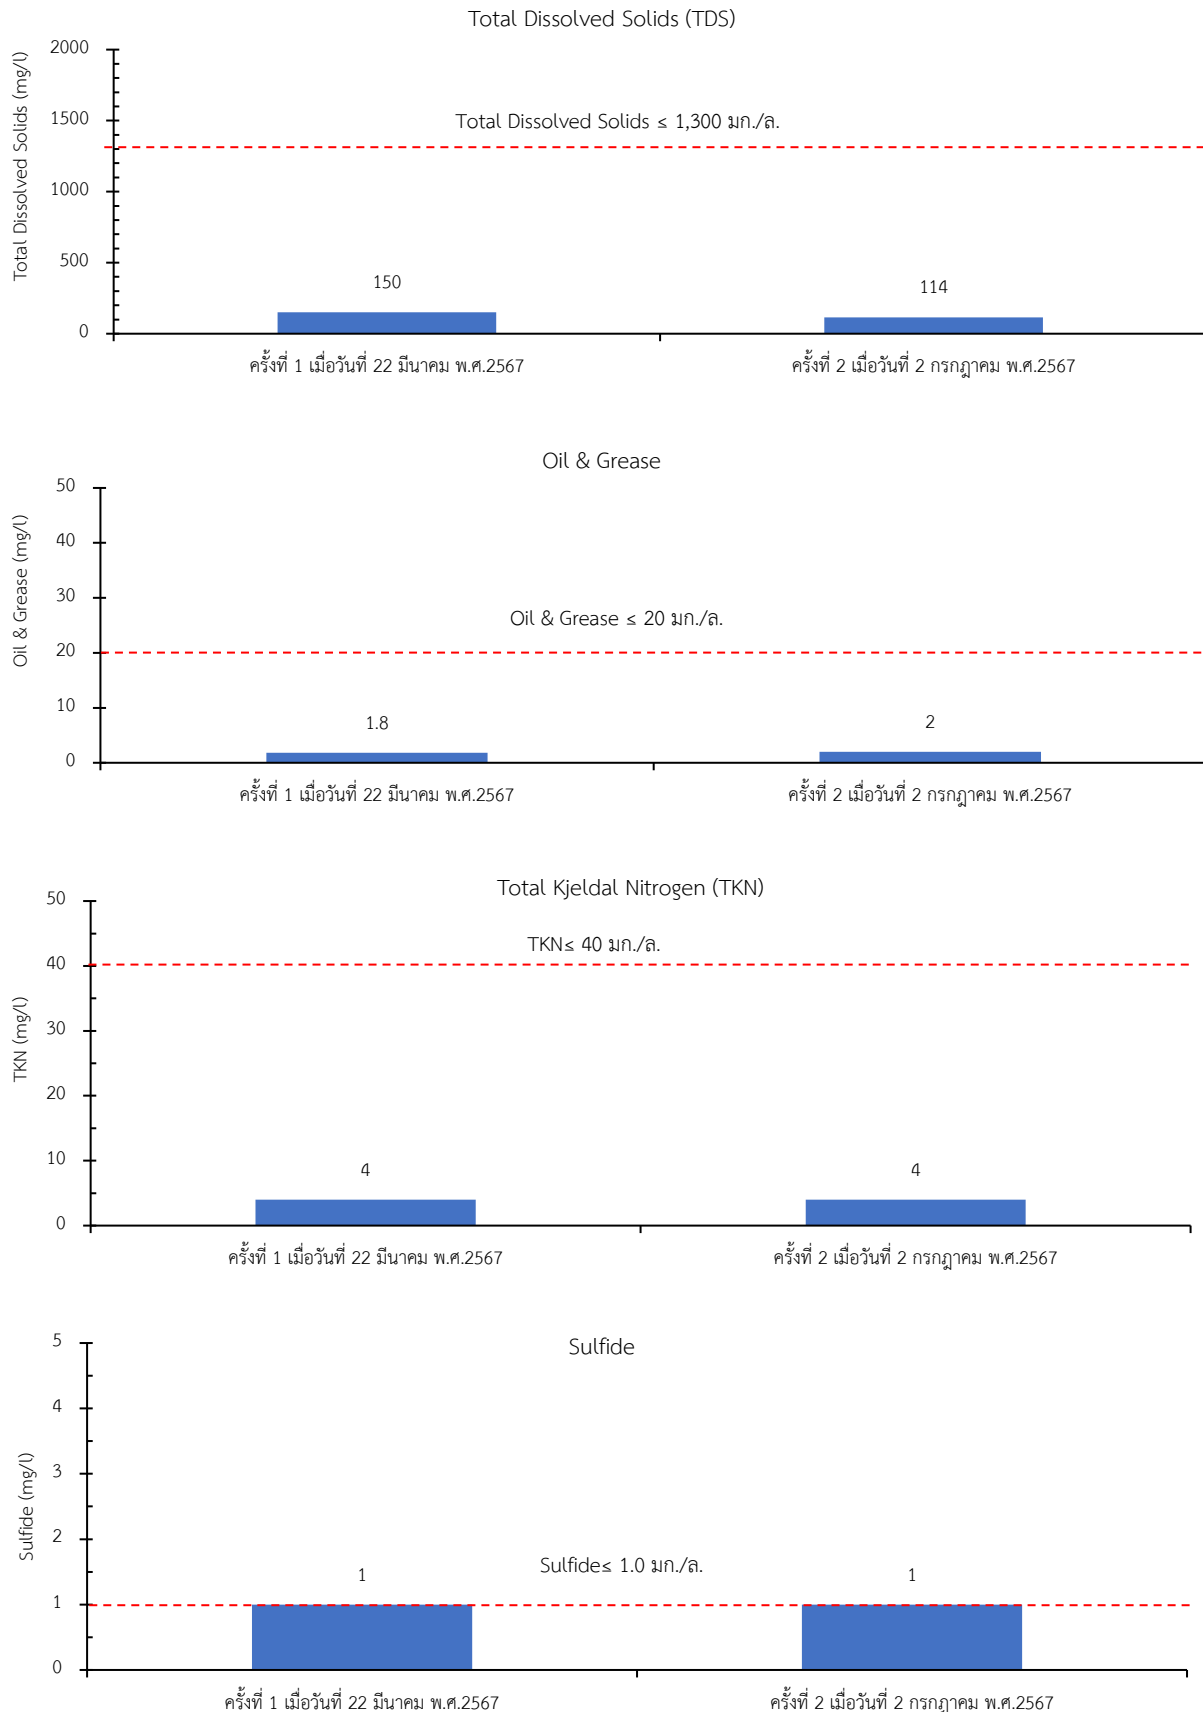 Total Dissolved Solids (TDS)
Total Dissolved Solids (mg/l)
2000
1500
1000
500
0
Total Dissolved Solids ≤ 1,300 มก./ล.
150
114
ครั้งที่ 1 เมื่อวันที่ 22 มีนาคม พ.ศ.2567
ครั้งที่ 2 เมื่อวันที่ 2 กรกฎาคม พ.ศ.2567
Oil & Grease
Oil & Grease (mg/l)
50
40
30
20
10
0
Oil & Grease ≤ 20 มก./ล.
1.8
2
ครั้งที่ 1 เมื่อวันที่ 22 มีนาคม พ.ศ.2567
ครั้งที่ 2 เมื่อวันที่ 2 กรกฎาคม พ.ศ.2567
Total Kjeldal Nitrogen (TKN)
TKN (mg/l)
50
40
30
20
10
0
TKN≤ 40 มก./ล.
4
4
ครั้งที่ 1 เมื่อวันที่ 22 มีนาคม พ.ศ.2567
ครั้งที่ 2 เมื่อวันที่ 2 กรกฎาคม พ.ศ.2567
Sulfide
Sulfide (mg/l)
5
4
3
2
1
0
Sulfide≤ 1.0 มก./ล.
1
1
ครั้งที่ 1 เมื่อวันที่ 22 มีนาคม พ.ศ.2567
ครั้งที่ 2 เมื่อวันที่ 2 กรกฎาคม พ.ศ.2567